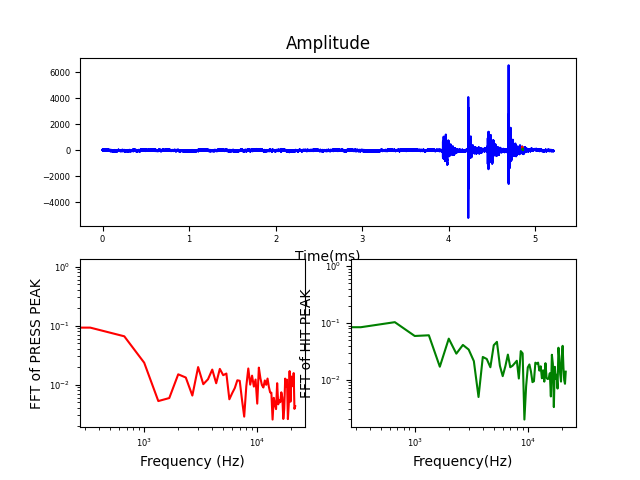 Amplitude
6000
4000
2000
0
−2000
−4000
0 1 2 3 4 5
Time(ms)
FFT of PRESS PEAK
10⁰
10⁻¹
10⁻²
10³ 10⁴
Frequency (Hz)
FFT of HIT PEAK
10⁰
10⁻¹
10⁻²
10³ 10⁴
Frequency(Hz)